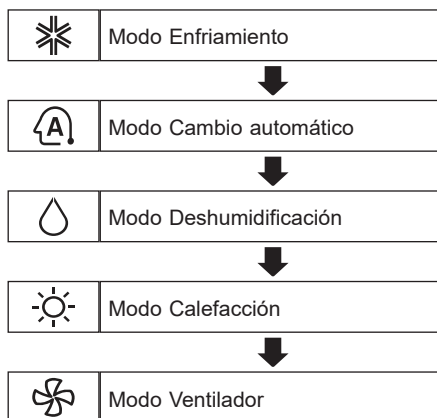 Modo Enfriamiento
A
Modo Cambio automático
Modo Deshumidificación
Modo Calefacción
Modo Ventilador